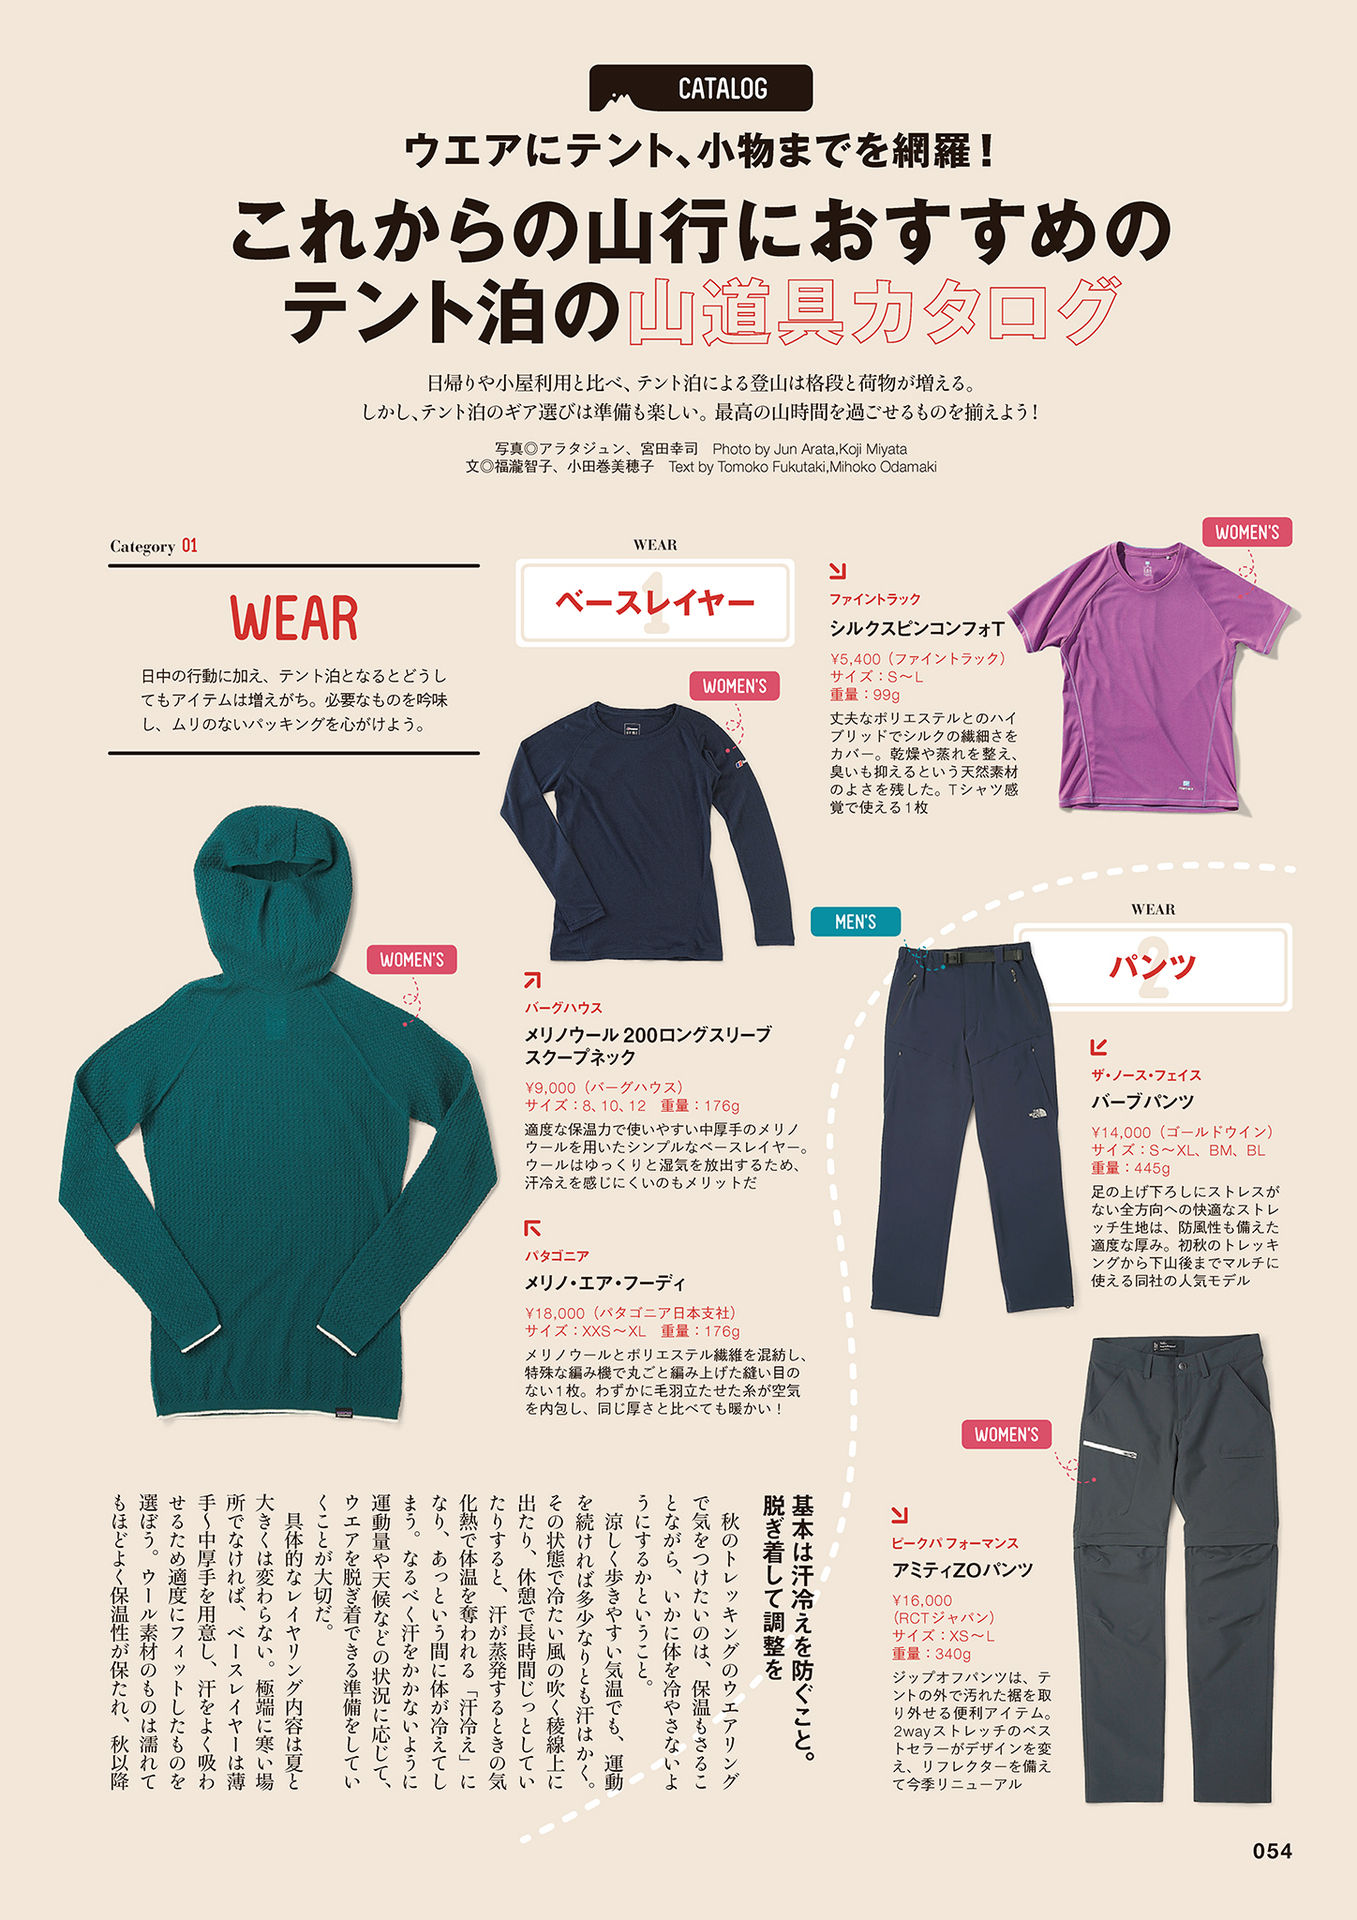 CATALOG
ウエアにテント、小物までを網羅！
これからの山行におすすめの
テント泊の山道具カタログ
日帰りや小屋利用と比べ、テント泊による登山は格段と荷物が増える。
しかし、テント泊のギア選びは準備も楽しい。最高の山時間を過ごせるものを揃えよう！
写真◎アラタジュン、宮田幸司　Photo by Jun Arata,Koji Miyata
文◎福瀧智子、小田巻美穂子　Text by Tomoko Fukutaki,Mihoko Odamaki
Category 01
WEAR
日中の行動に加え、テント泊となるとどうし
てもアイテムは増えがち。必要なものを吟味
し、ムリのないパッキングを心がけよう。
WEAR
1
ベースレイヤー
WOMEN'S
ファイントラック
シルクスピンコンフォT
¥5,400（ファイントラック）
サイズ：S〜L
重量：99g
丈夫なポリエステルとのハイ
ブリッドでシルクの繊細さを
カバー。乾燥や蒸れを整え、
臭いも抑えるという天然素材
のよさを残した。Tシャツ感
覚で使える1枚
WOMEN'S
バーグハウス
メリノウール 200ロングスリーブ
スクープネック
¥9,000（バーグハウス）
サイズ：8、10、12　重量：176g
適度な保温力で使いやすい中厚手のメリノ
ウールを用いたシンプルなベースレイヤー。
ウールはゆっくりと湿気を放出するため、
汗冷えを感じにくいのもメリットだ
WOMEN'S
パタゴニア
メリノ・エア・フーディ
¥18,000（パタゴニア日本支社）
サイズ：XXS〜XL　重量：176g
メリノウールとポリエステル繊維を混紡し、
特殊な編み機で丸ごと編み上げた縫い目の
ない1枚。わずかに毛羽立たせた糸が空気
を内包し、同じ厚さと比べても暖かい！
WEAR
2
パンツ
MEN'S
ザ・ノース・フェイス
バーブパンツ
¥14,000（ゴールドウイン）
サイズ：S〜XL、BM、BL
重量：445g
足の上げ下ろしにストレスが
ない全方向への快適なストレ
ッチ生地は、防風性も備えた
適度な厚み。初秋のトレッキ
ングから下山後までマルチに
使える同社の人気モデル
WOMEN'S
ピークパフォーマンス
アミティZOパンツ
¥16,000
（RCTジャパン）
サイズ：XS〜L
重量：340g
ジップオフパンツは、テ
ントの外で汚れた裾を取
り外せる便利アイテム。
2wayストレッチのベス
トセラーがデザインを変
え、リフレクターを備え
て今季リニューアル
基本は汗冷えを防ぐこと。
脱ぎ着して調整を
秋のトレッキングのウエアリング
で気をつけたいのは、保温もさるこ
とながら、いかに体を冷やさないよ
うにするかということ。
涼しく歩きやすい気温でも、運動
を続ければ多少なりとも汗はかく。
その状態で冷たい風の吹く稜線上に
出たり、休憩で長時間じっとしてい
たりすると、汗が蒸発するときの気
化熱で体温を奪われる「汗冷え」に
なり、あっという間に体が冷えてし
まう。なるべく汗をかかないように
運動量や天候などの状況に応じて、
ウエアを脱ぎ着できる準備をしてい
くことが大切だ。
具体的なレイヤリング内容は夏と
大きくは変わらない。極端に寒い場
所でなければ、ベースレイヤーは薄
手〜中厚手を用意し、汗をよく吸わ
せるため適度にフィットしたものを
選ぼう。ウール素材のものは濡れて
もほどよく保温性が保たれ、秋以降
054